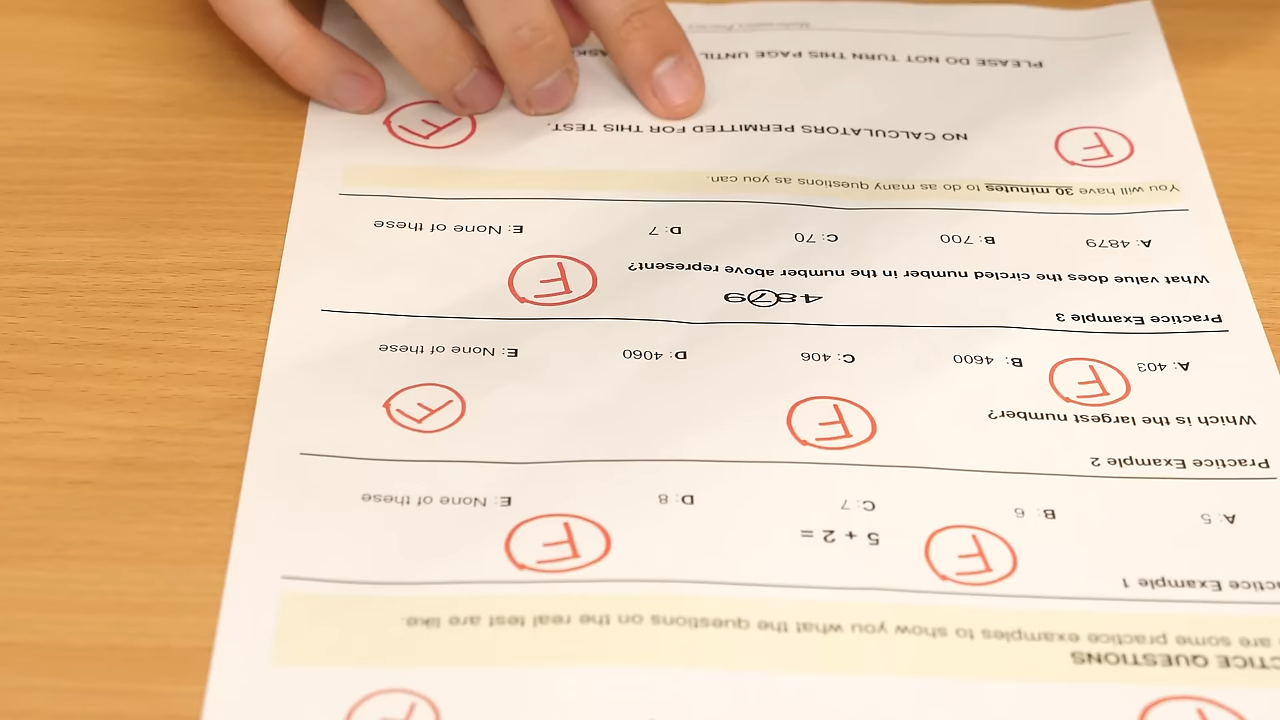 CTICE QUESTIONS
are some practice examples to show you what the questions on the real test are like.
F F
ctice Example 1
5 + 2 =
F F
A: 5 B: 6 C: 7 D: 8 E: None of these
Practice Example 2
Which is the largest number?
F F F
A: 403 B: 4600 C: 406 D: 4060 E: None of these
Practice Example 3
4879
What value does the circled number in the number above represent?
F
A: 4879 B: 700 C: 70 D: 7 E: None of these
You will have 30 minutes to do as many questions as you can.
F F
NO CALCULATORS PERMITTED FOR THIS TEST.
PLEASE DO NOT TURN THIS PAGE UNTIL